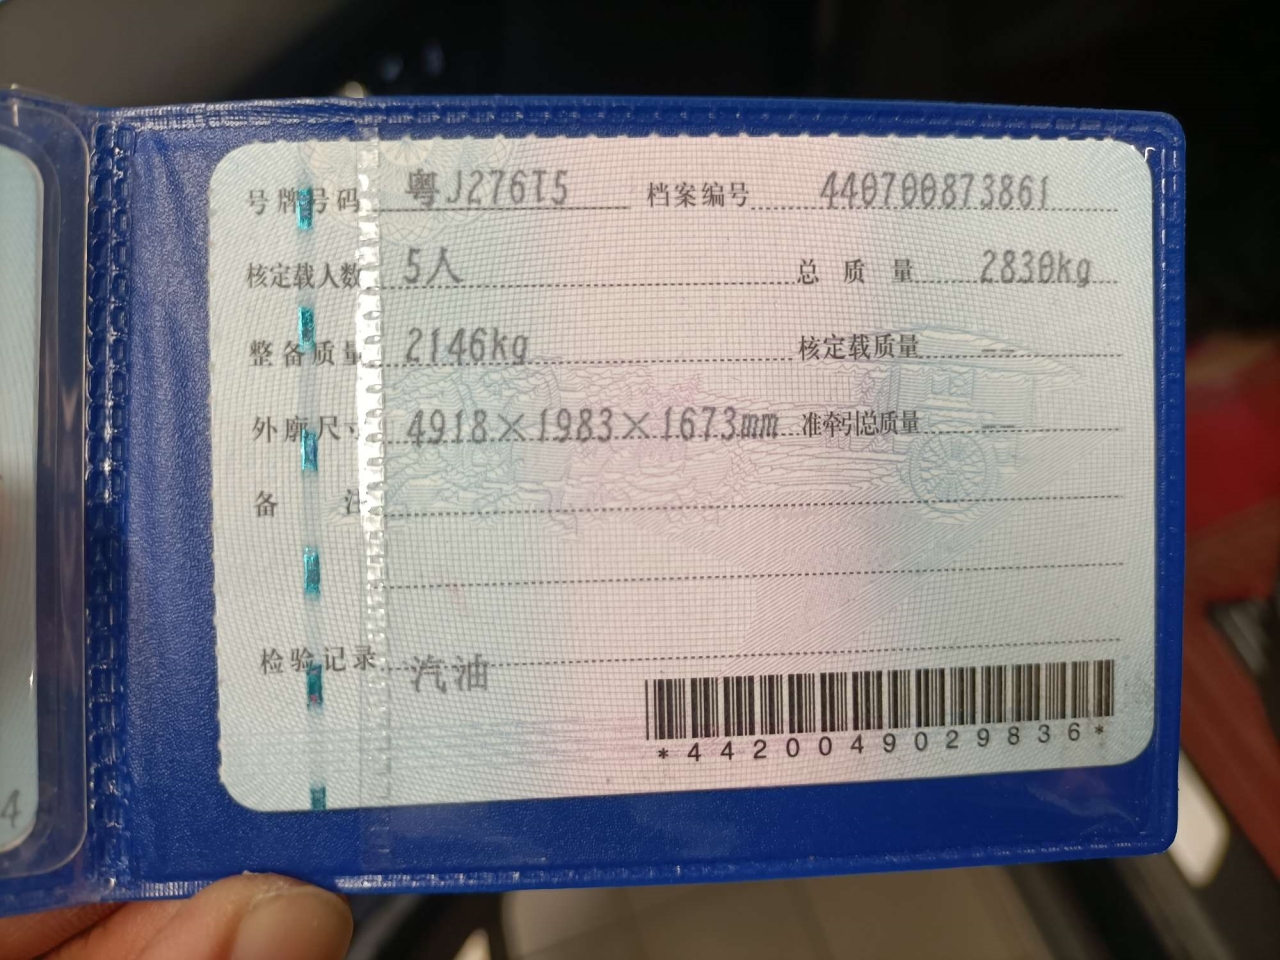 号牌号码 粤J276T5 档案编号 440700873861
核定载人数 5人 总质量 2830kg
整备质量 2146kg 核定载质量 --
外廓尺寸 4918×1983×1673mm 准牵引总质量 --
备注
检验记录 汽油
*4420049029836*
4